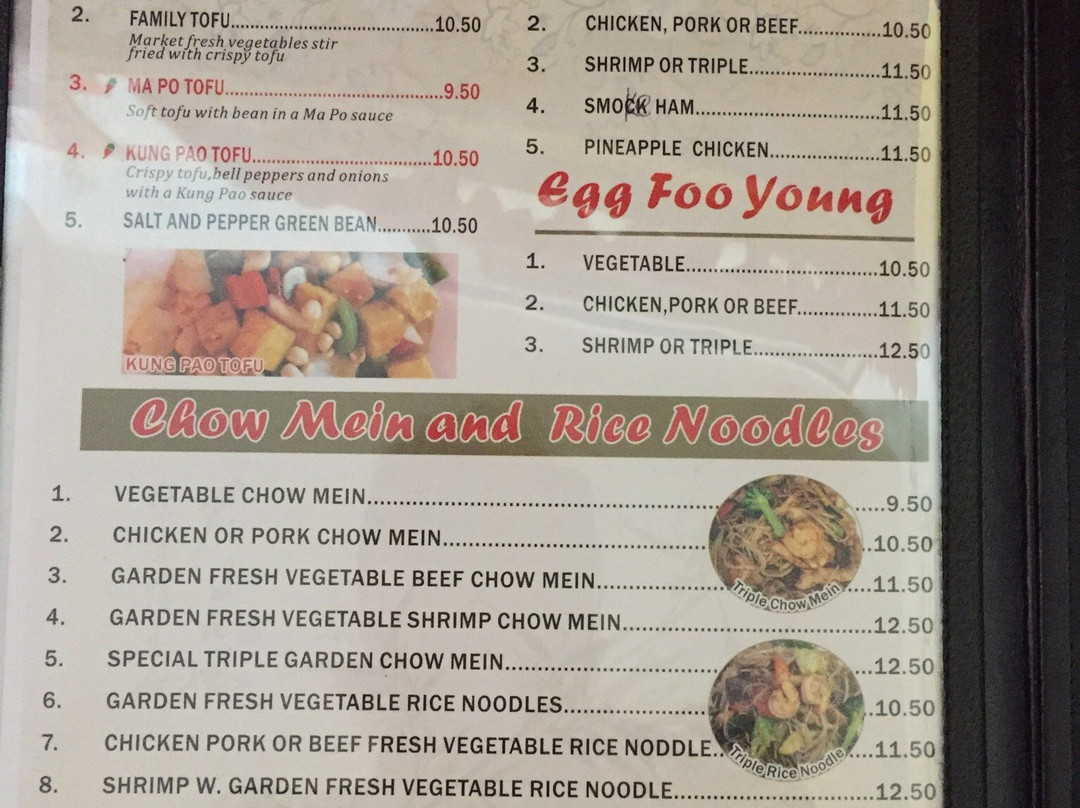 2. FAMILY TOFU....................................10.50
Market fresh vegetables stir
fried with crispy tofu
3. MA PO TOFU.......................................9.50
Soft tofu with bean in a Ma Po sauce
4. KUNG PAO TOFU................................10.50
Crispy tofu,bell peppers and onions
with a Kung Pao sauce
5. SALT AND PEPPER GREEN BEAN...........10.50
KUNG PAO TOFU
2. CHICKEN, PORK OR BEEF...............10.50
3. SHRIMP OR TRIPLE........................11.50
4. SMOCK HAM..................................11.50
5. PINEAPPLE CHICKEN.....................11.50
Egg Foo Young
1. VEGETABLE....................................10.50
2. CHICKEN,PORK OR BEEF...............11.50
3. SHRIMP OR TRIPLE.......................12.50
Chow Mein and Rice Noodles
1. VEGETABLE CHOW MEIN..........................................................9.50
2. CHICKEN OR PORK CHOW MEIN..............................................10.50
3. GARDEN FRESH VEGETABLE BEEF CHOW MEIN.......................11.50
Triple Chow Mein
4. GARDEN FRESH VEGETABLE SHRIMP CHOW MEIN....................................12.50
5. SPECIAL TRIPLE GARDEN CHOW MEIN.....................................12.50
6. GARDEN FRESH VEGETABLE RICE NOODLES............................10.50
7. CHICKEN PORK OR BEEF FRESH VEGETABLE RICE NODDLE.......11.50
Triple Rice Noodle
8. SHRIMP W. GARDEN FRESH VEGETABLE RICE NOODLE.............................12.50